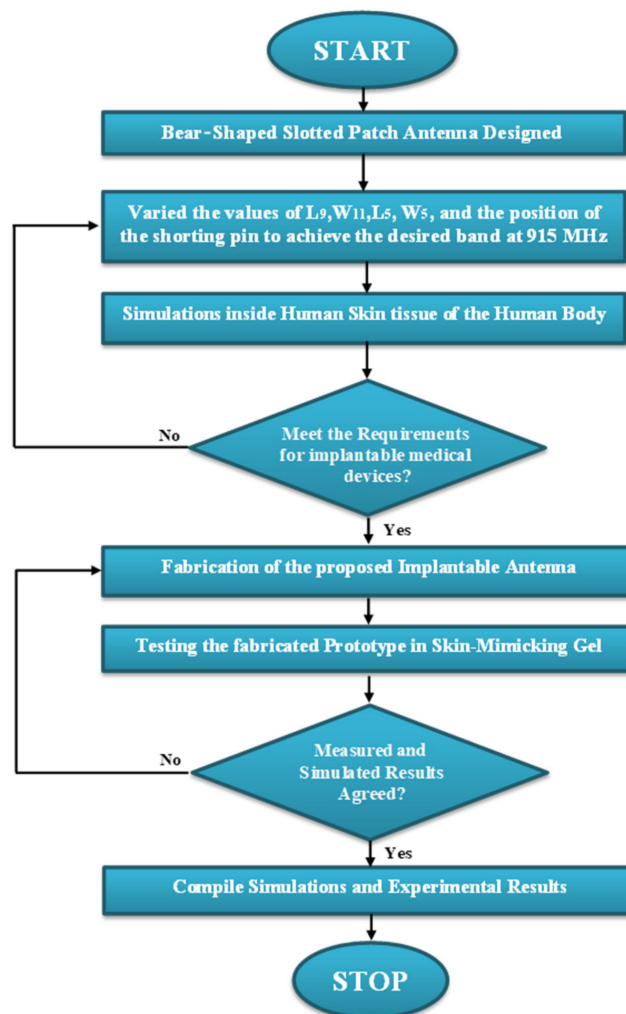 START
Bear-Shaped Slotted Patch Antenna Designed
Varied the values of L₉,W₁₁,L₅, W₅, and the position of
the shorting pin to achieve the desired band at 915 MHz
Simulations inside Human Skin tissue of the Human Body
No
Meet the Requirements
for implantable medical
devices?
Yes
Fabrication of the proposed Implantable Antenna
Testing the fabricated Prototype in Skin-Mimicking Gel
No
Measured and
Simulated Results
Agreed?
Yes
Compile Simulations and Experimental Results
STOP